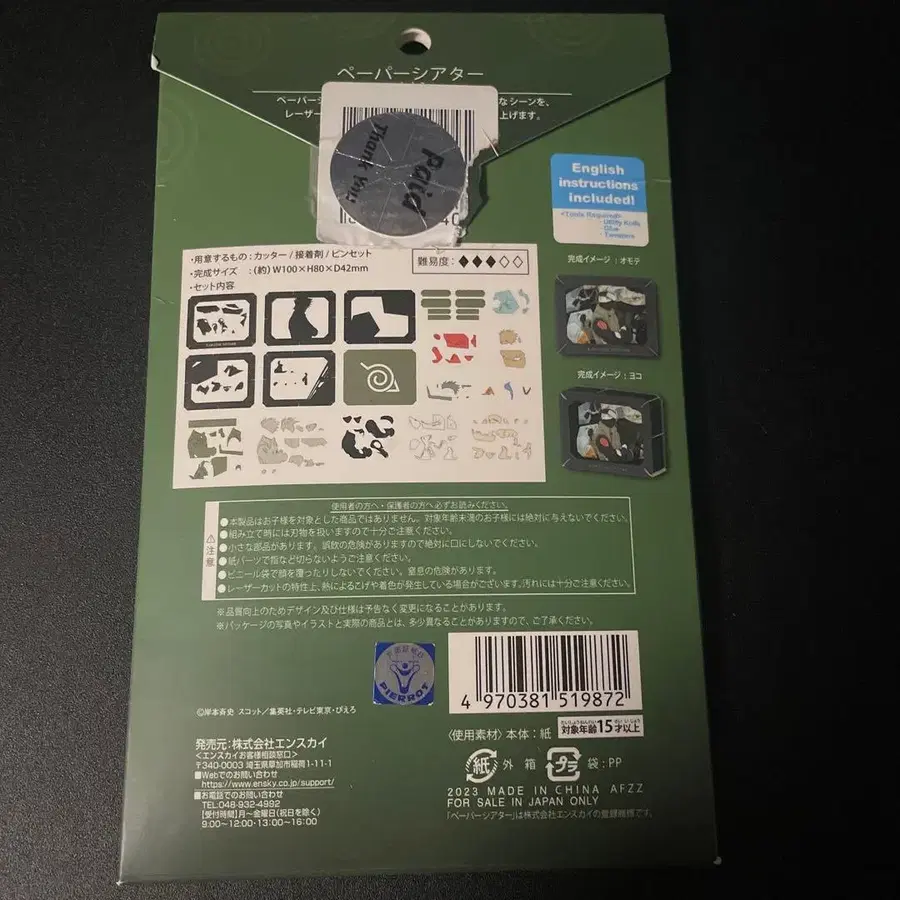 ペーパーシアター
ペーパーシ なシーンを、
レーザー 上げます。
Paid
Thank You!
English
instructions
included!
<Tools Required>
・Utility Knife
・Glue
・Tweezers
・用意するもの：カッター / 接着剤 / ピンセット
・完成サイズ ：（約）W100×H80×D42mm
・セット内容
難易度：◆◆◆◇◇
完成イメージ：オモテ
完成イメージ：ヨコ
使用者の方へ・保護者の方へ必ずお読みください。
⚠注意
●本製品はお子様を対象とした商品ではありません。対象年齢未満のお子様には絶対に与えないでください。
●組み立て時には刃物を扱いますので十分ご注意ください。
●小さな部品があります。誤飲の危険がありますので絶対に口にしないでください。
●紙パーツで指など切らないようご注意ください。
●ビニール袋で顔を覆ったりしないでください。窒息の危険があります。
●レーザーカットの特性上、熱によるこげや着色が発生している場合がございます。汚れには十分ご注意ください。
※品質向上のためデザイン及び仕様は予告なく変更になることがあります。
※パッケージの写真やイラストと実際の商品とは、多少異なることがありますので、ご了承ください。
PIERROT
4 970381 519872
©岸本斉史 スコット／集英社・テレビ東京・ぴえろ
対象年齢15才以上
発売元：株式会社エンスカイ
＜エンスカイお客様相談窓口＞
〒340-0003 埼玉県草加市稲荷1-11-1
■Webでのお問い合わせ
https://www.ensky.co.jp/support/
■お電話でのお問い合わせ
TEL.048-932-4992
【受付時間】月〜金曜日(祝日を除く)
9:00〜12:00・13:00〜16:00
〈使用素材〉本体：紙
紙 外 箱 プラ 袋：PP
2023 MADE IN CHINA AFZZ
FOR SALE IN JAPAN ONLY
「ペーパーシアター」は株式会社エンスカイの登録商標です。